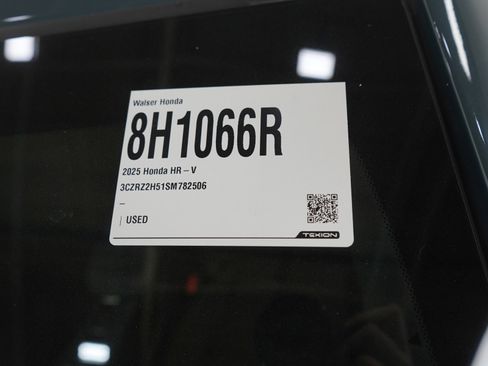 Walser Honda
8H1066R
2025 Honda HR – V
3CZRZ2H51SM782506
–
| USED
TEKION